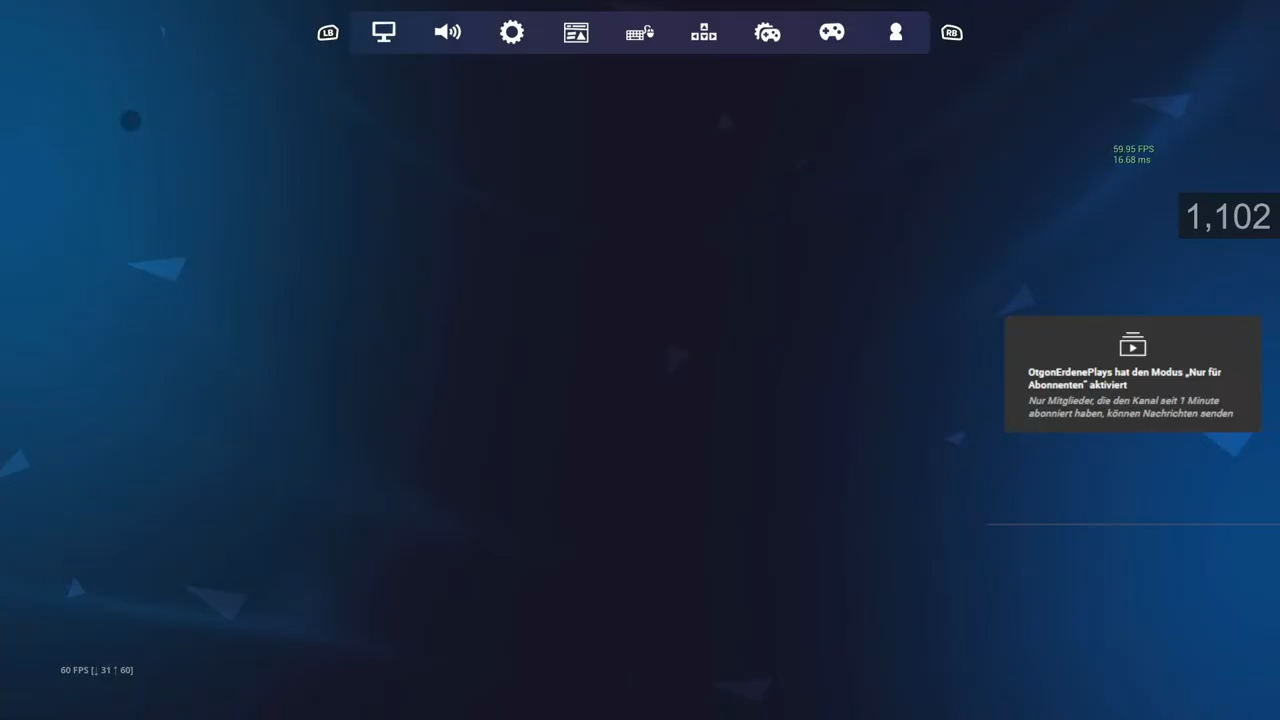 LB
RB
59.95 FPS
16.68 ms
1,102
OtgonErdenePlays hat den Modus „Nur für
Abonnenten“ aktiviert
Nur Mitglieder, die den Kanal seit 1 Minute
abonniert haben, können Nachrichten senden
60 FPS [↓ 31 ↑ 60]